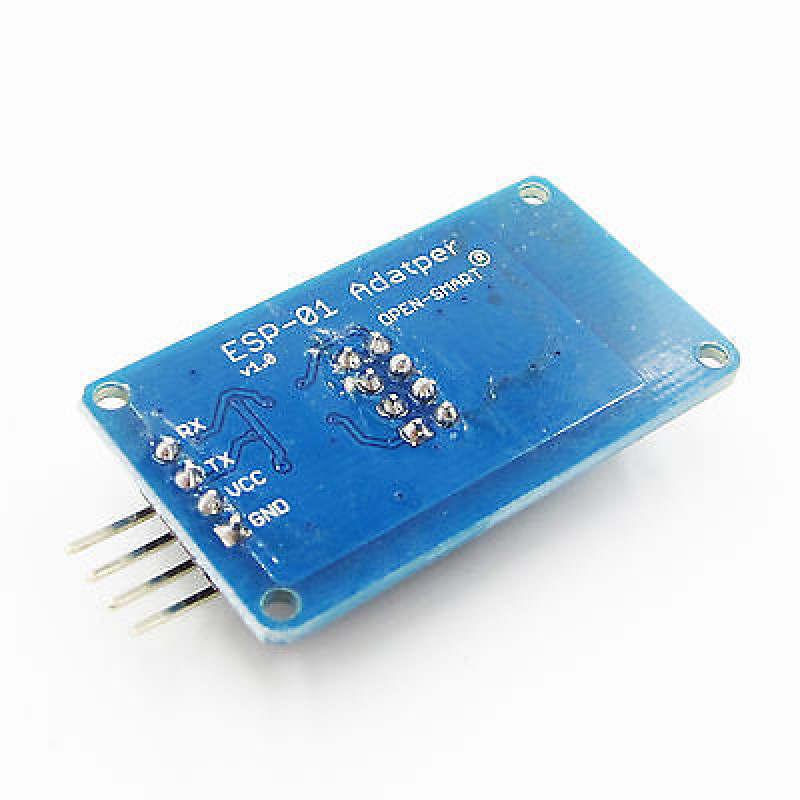 ESP-01 Adatper
v1.0
OPEN-SMART®
RX
TX
VCC
GND